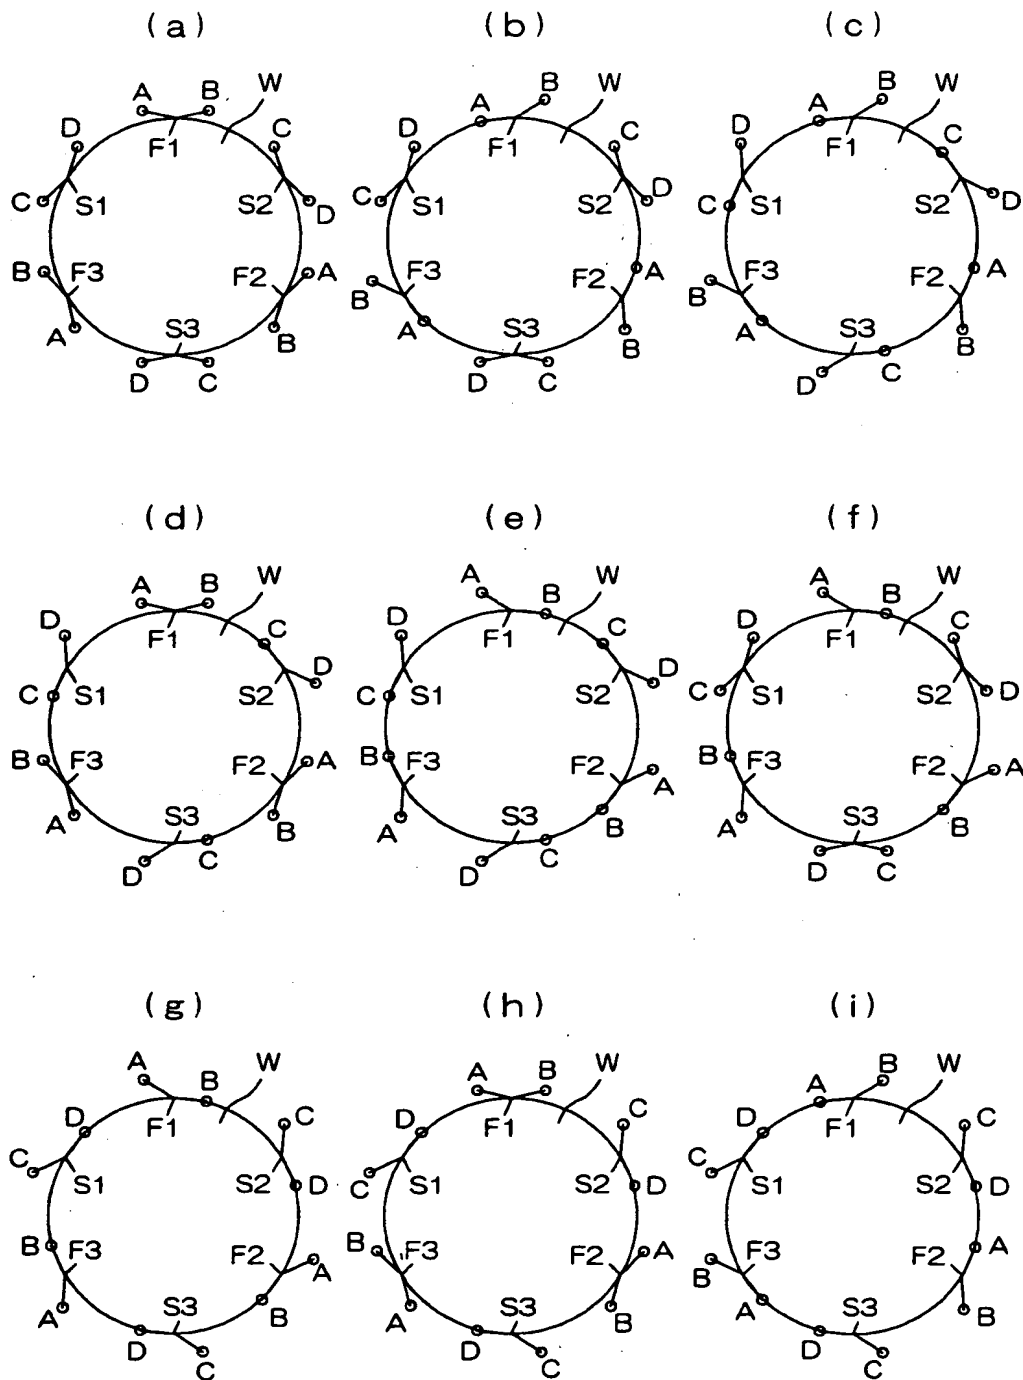 (a) (b) (c)
A B W A B W A B W
D F1 C D F1 C D F1 C
C S1 S2 D C S1 S2 D C S1 S2 D
B F3 F2 A B F3 F2 A B F3 F2 A
A S3 B A S3 B A S3 B
D C D C D C
(d) (e) (f)
A B W A B W A B W
D F1 C D F1 C D F1 C
C S1 S2 D C S1 S2 D C S1 S2 D
B F3 F2 A B F3 F2 A B F3 F2 A
A S3 B A S3 B A S3 B
D C D C D C
(g) (h) (i)
A B W A B W A B W
D F1 C D F1 C D F1 C
C S1 S2 D C S1 S2 D C S1 S2 D
B F3 F2 A B F3 F2 A B F3 F2 A
A S3 B A S3 B A S3 B
D C D C D C